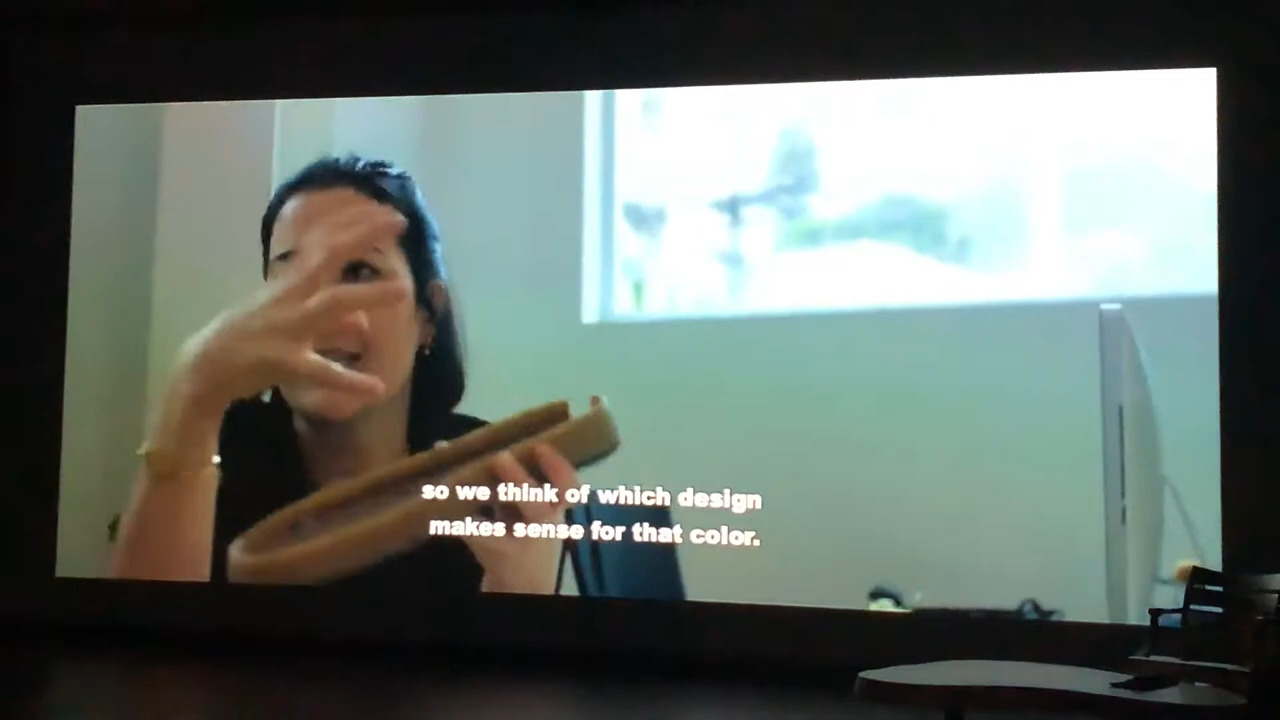 so we think of which design
makes sense for that color.